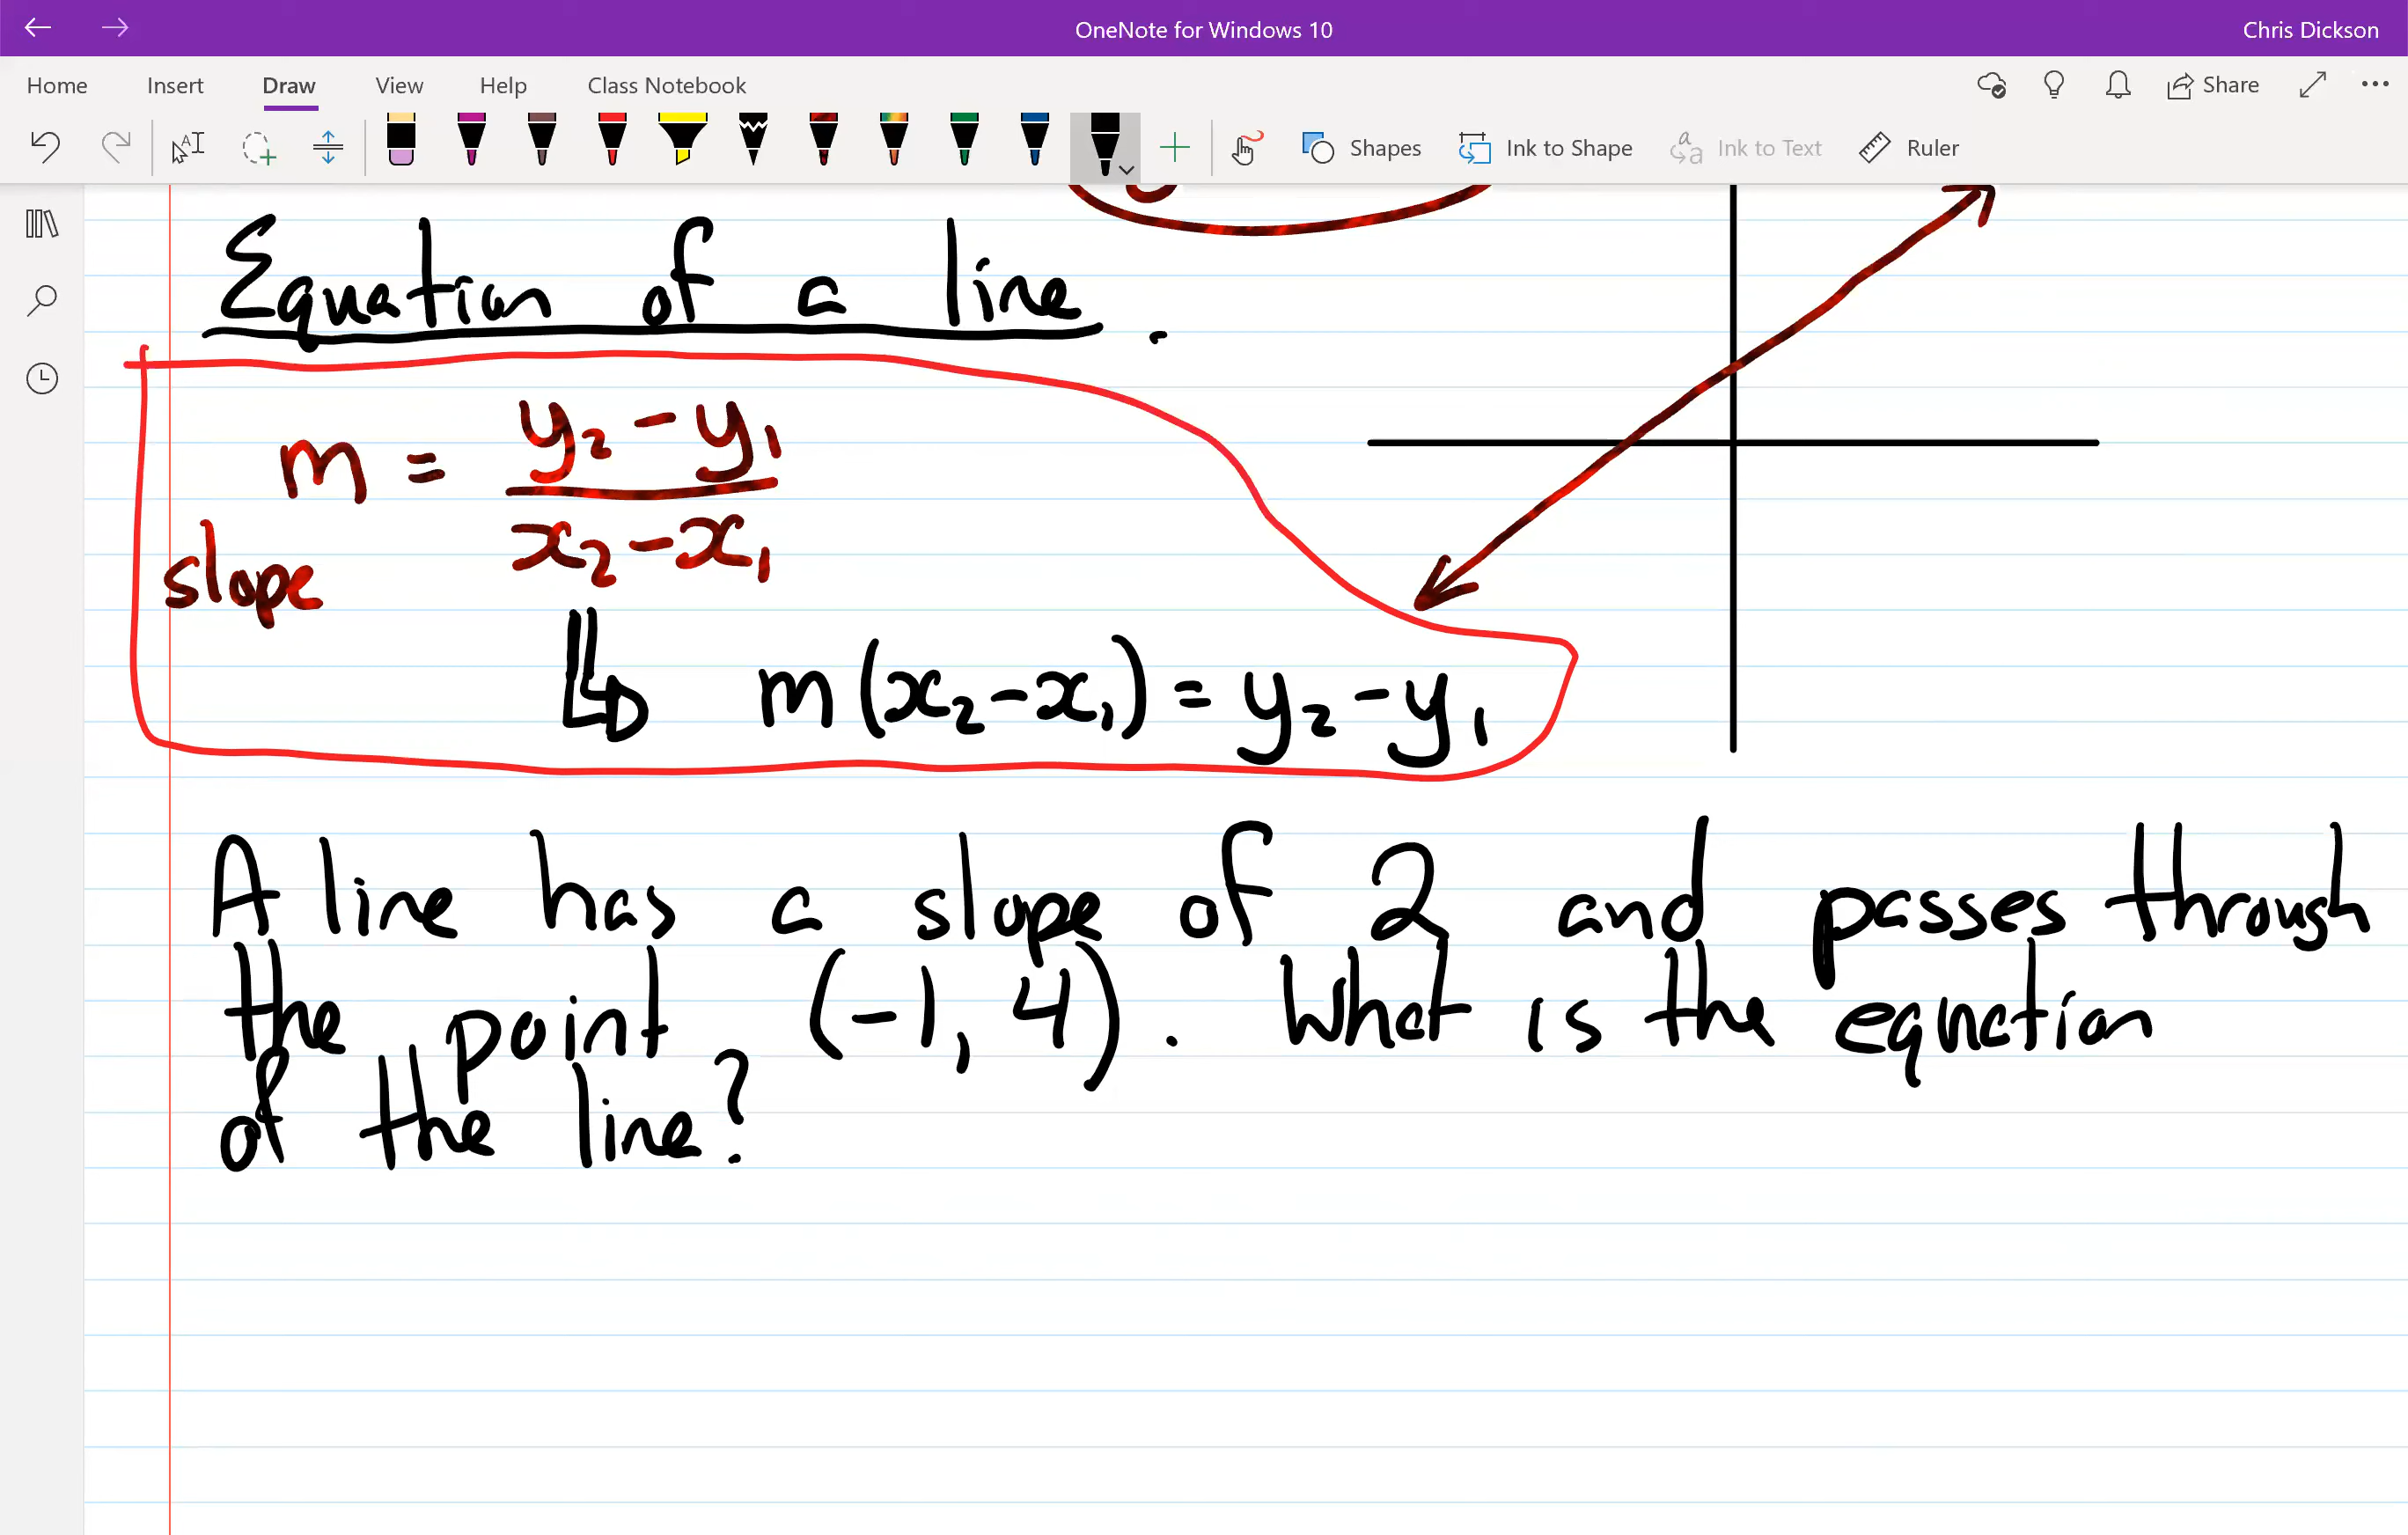 OneNote for Windows 10
Chris Dickson
Home Insert Draw View Help Class Notebook Share
Shapes Ink to Shape Ink to Text Ruler
Equation of a line.
m = y₂ - y₁
x₂ - x₁
slope
m(x₂ - x₁) = y₂ - y₁
A line has a slope of 2 and passes through
the point (-1, 4). What is the equation
of the line?